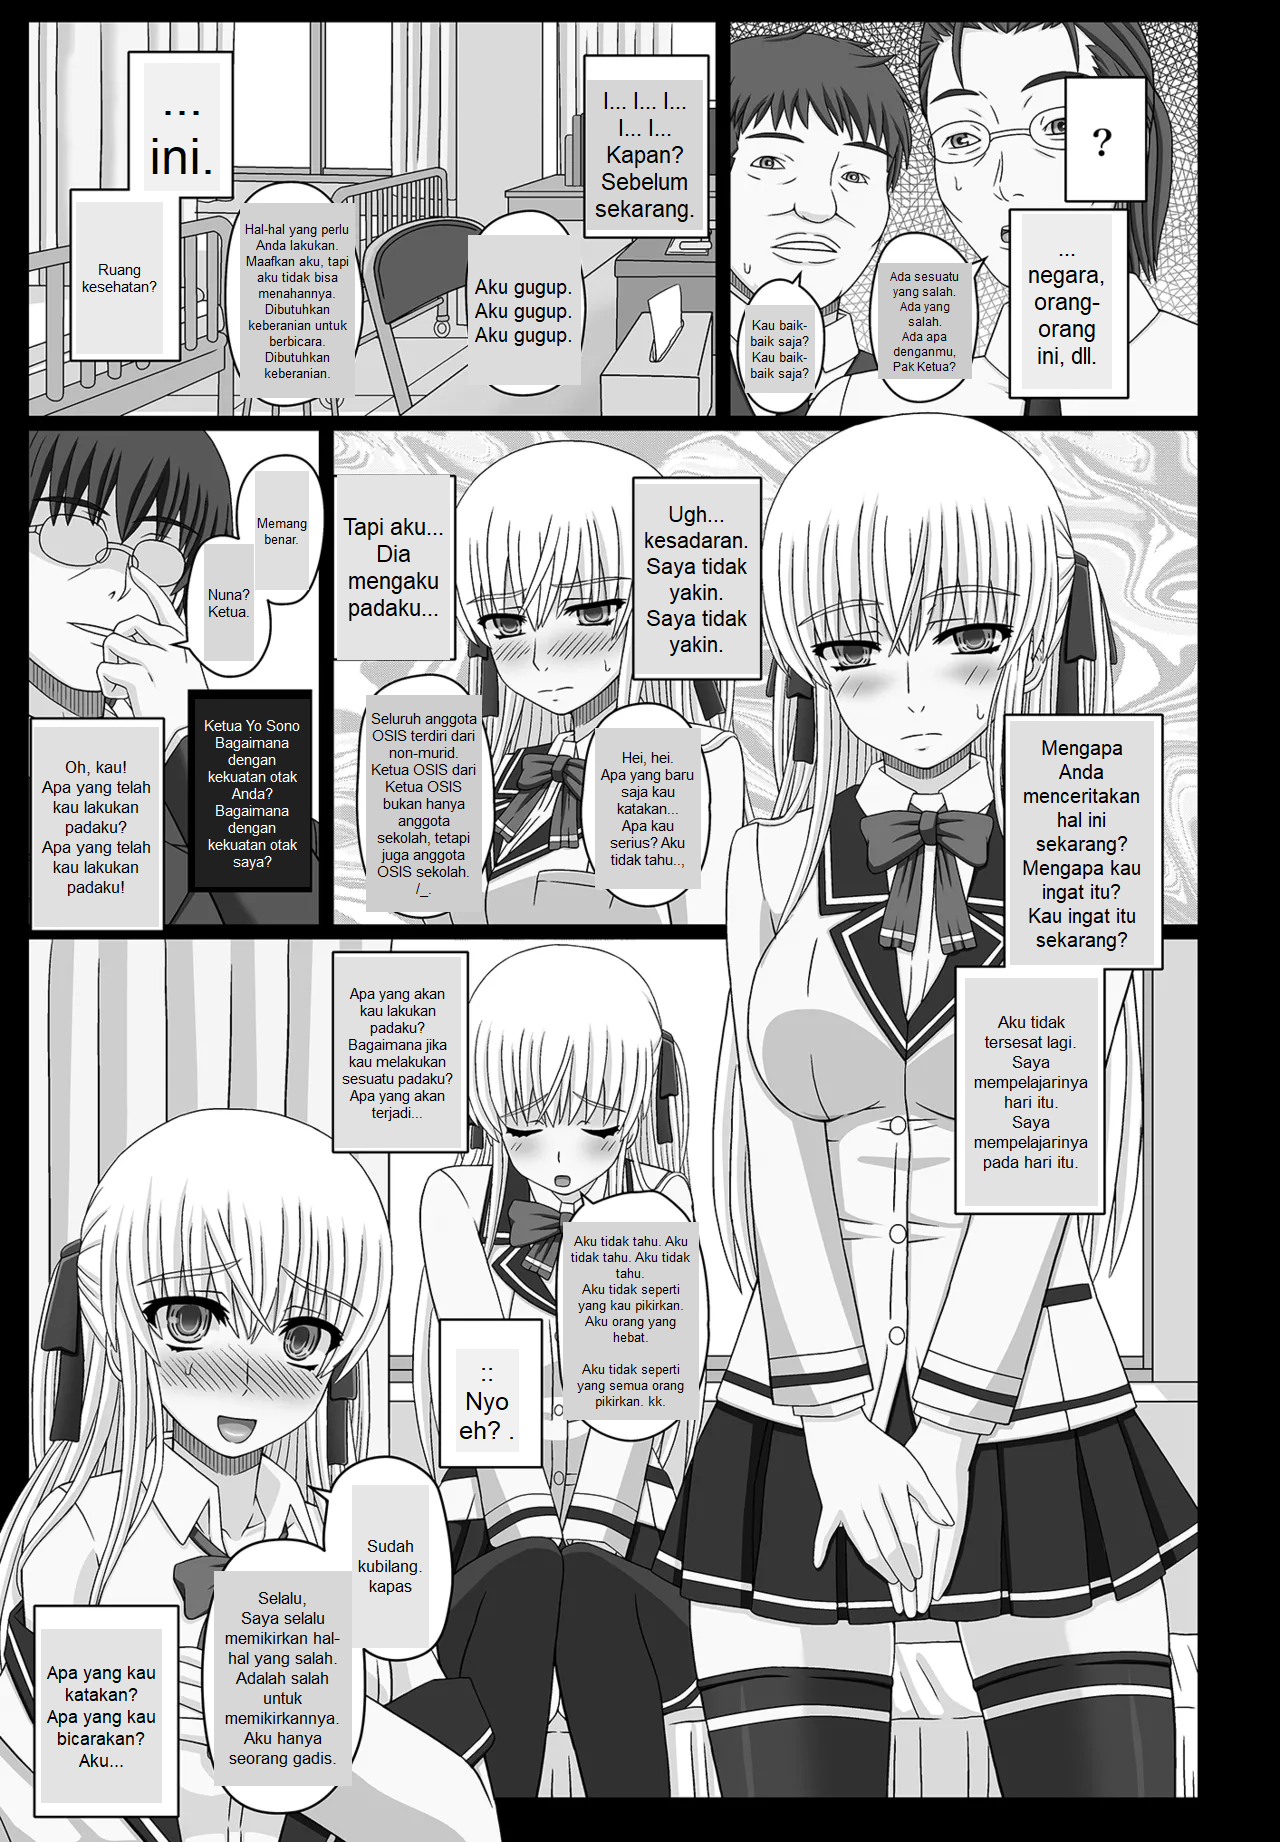 ?
...
negara,
orang-
orang
ini, dll.
Ada sesuatu
yang salah.
Ada yang
salah.
Ada apa
denganmu,
Pak Ketua?
Kau baik-
baik saja?
Kau baik-
baik saja?
I... I... I...
I... I...
Kapan?
Sebelum
sekarang.
Aku gugup.
Aku gugup.
Aku gugup.
Hal-hal yang perlu
Anda lakukan.
Maafkan aku, tapi
aku tidak bisa
menahannya.
Dibutuhkan
keberanian untuk
berbicara.
Dibutuhkan
keberanian.
...
ini.
Ruang
kesehatan?
Mengapa
Anda
menceritakan
hal ini
sekarang?
Mengapa kau
ingat itu?
Kau ingat itu
sekarang?
Aku tidak
tersesat lagi.
Saya
mempelajarinya
hari itu.
Saya
mempelajarinya
pada hari itu.
Ugh...
kesadaran.
Saya tidak
yakin.
Saya tidak
yakin.
Hei, hei.
Apa yang baru
saja kau
katakan...
Apa kau
serius? Aku
tidak tahu..,
Tapi aku...
Dia
mengaku
padaku...
Seluruh anggota
OSIS terdiri dari
non-murid.
Ketua OSIS dari
Ketua OSIS
bukan hanya
anggota
sekolah, tetapi
juga anggota
OSIS sekolah.
/_.
Memang
benar.
Nuna?
Ketua.
Ketua Yo Sono
Bagaimana
dengan
kekuatan otak
Anda?
Bagaimana
dengan
kekuatan otak
saya?
Oh, kau!
Apa yang telah
kau lakukan
padaku?
Apa yang telah
kau lakukan
padaku!
Apa yang akan
kau lakukan
padaku?
Bagaimana jika
kau melakukan
sesuatu padaku?
Apa yang akan
terjadi...
Aku tidak tahu. Aku
tidak tahu. Aku tidak
tahu.
Aku tidak seperti
yang kau pikirkan.
Aku orang yang
hebat.
Aku tidak seperti
yang semua orang
pikirkan. kk.
::
Nyo
eh? .
Sudah
kubilang.
kapas
Selalu,
Saya selalu
memikirkan hal-
hal yang salah.
Adalah salah
untuk
memikirkannya.
Aku hanya
seorang gadis.
Apa yang kau
katakan?
Apa yang kau
bicarakan?
Aku...